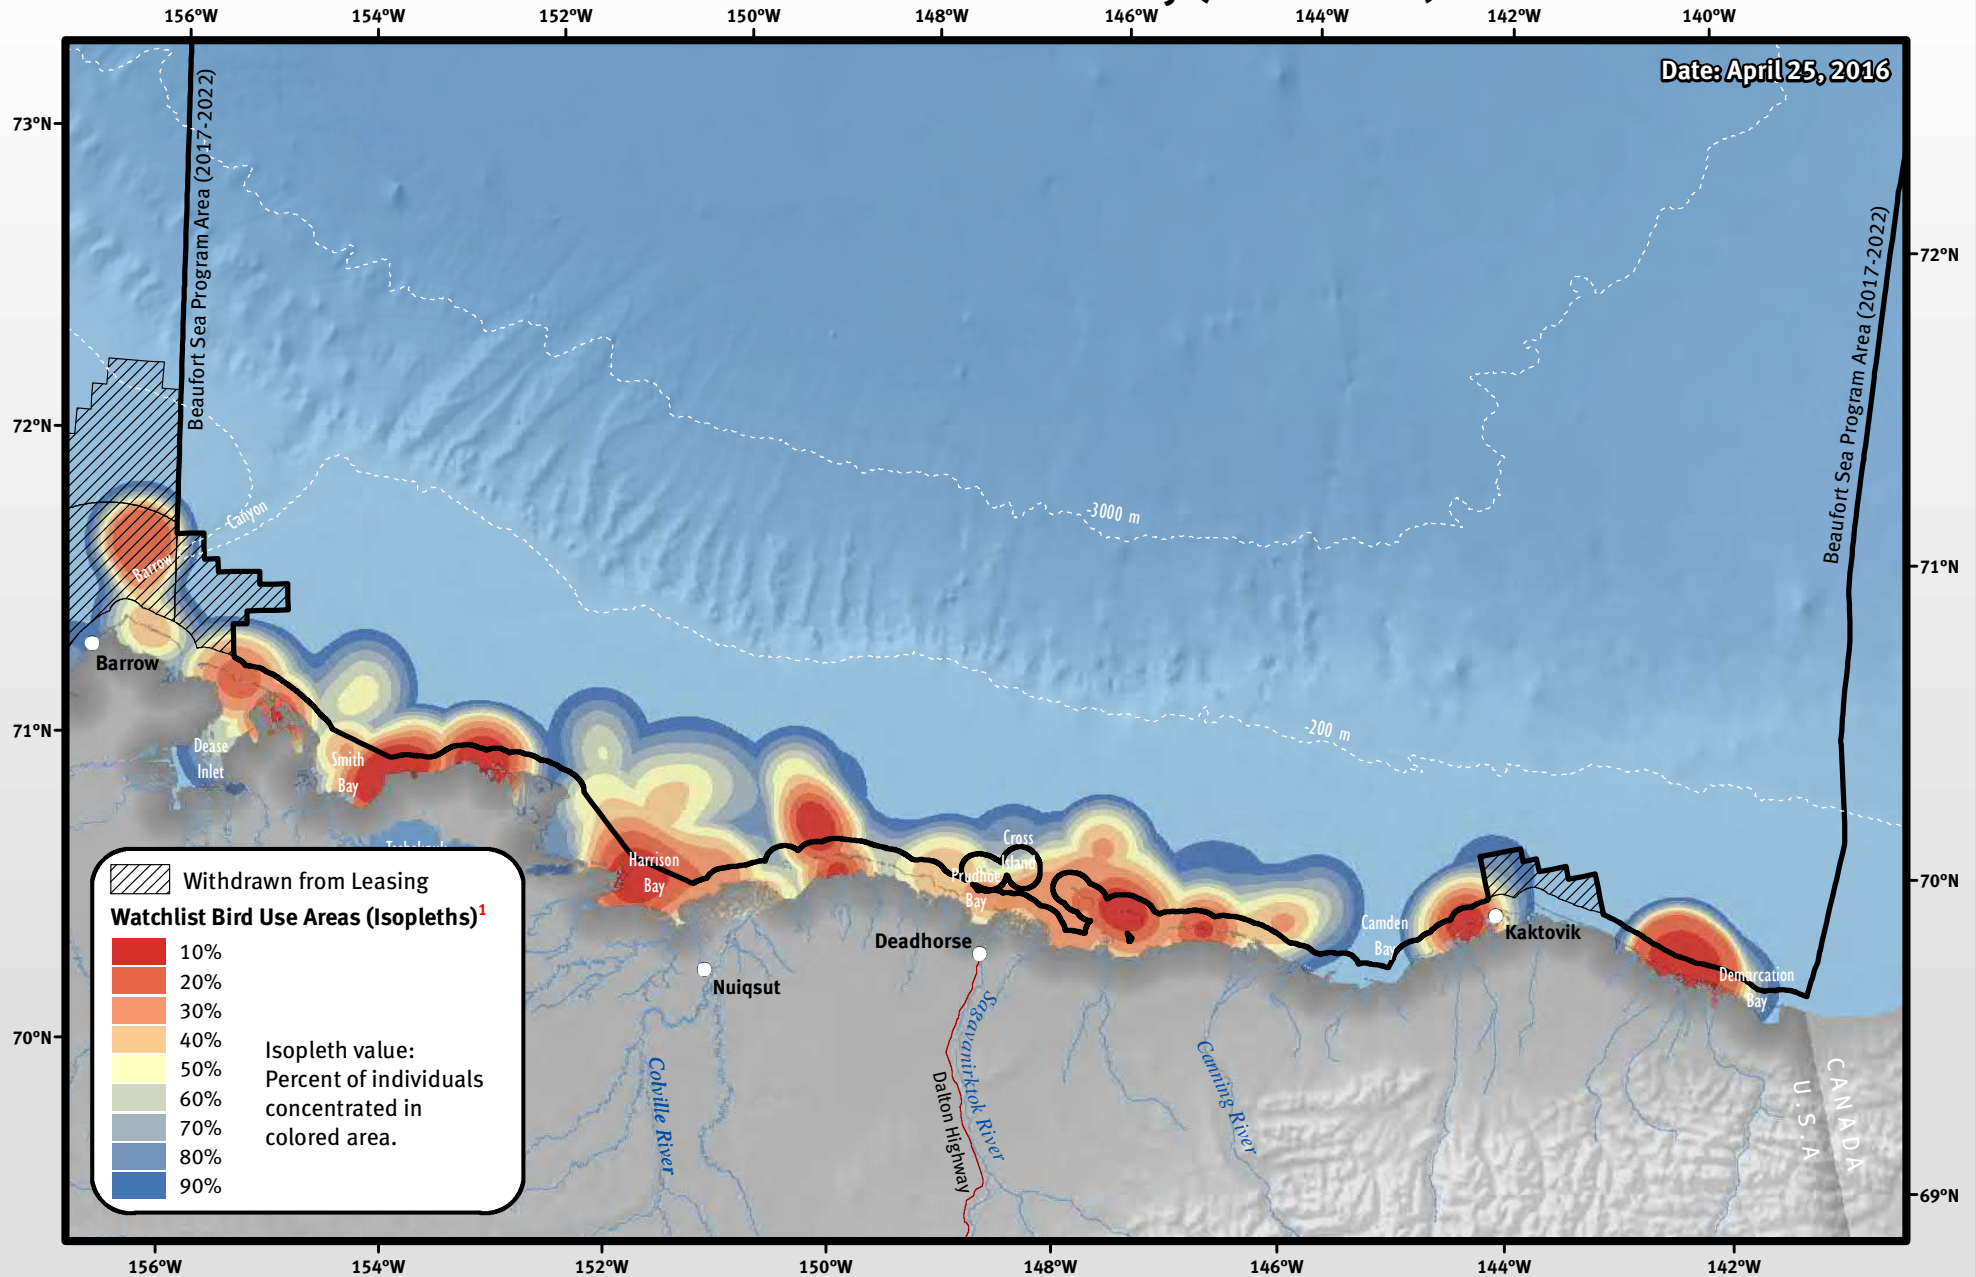 156°W 154°W 152°W 150°W 148°W 146°W 144°W 142°W 140°W
Date: April 25, 2016
73°N
72°N
71°N
70°N
72°N
71°N
70°N
69°N
Beaufort Sea Program Area (2017-2022)
Beaufort Sea Program Area (2017-2022)
-3000 m
-200 m
Canyon
Barrow
Barrow
Dease
Inlet
Smith
Bay
Harrison
Bay
Cross
Island
Prudhoe
Bay
Camden
Bay
Kaktovik
Demarcation
Bay
Deadhorse
Nuiqsut
Colville River
Sagavanirktok River
Dalton Highway
Canning River
CANADA
U.S.A
Withdrawn from Leasing
Watchlist Bird Use Areas (Isopleths)1
10%
20%
30%
40%
50%
60%
70%
80%
90%
Isopleth value:
Percent of individuals
concentrated in
colored area.
156°W 154°W 152°W 150°W 148°W 146°W 144°W 142°W